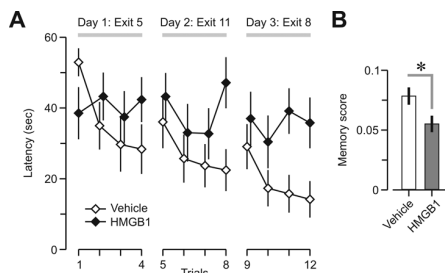 A
Day 1: Exit 5
Day 2: Exit 11
Day 3: Exit 8
60
40
20
0
Latency (sec)
Vehicle
HMGB1
1
4
5
8
9
12
Trials
B
*
0.1
0.05
0
Memory score
Vehicle
HMGB1